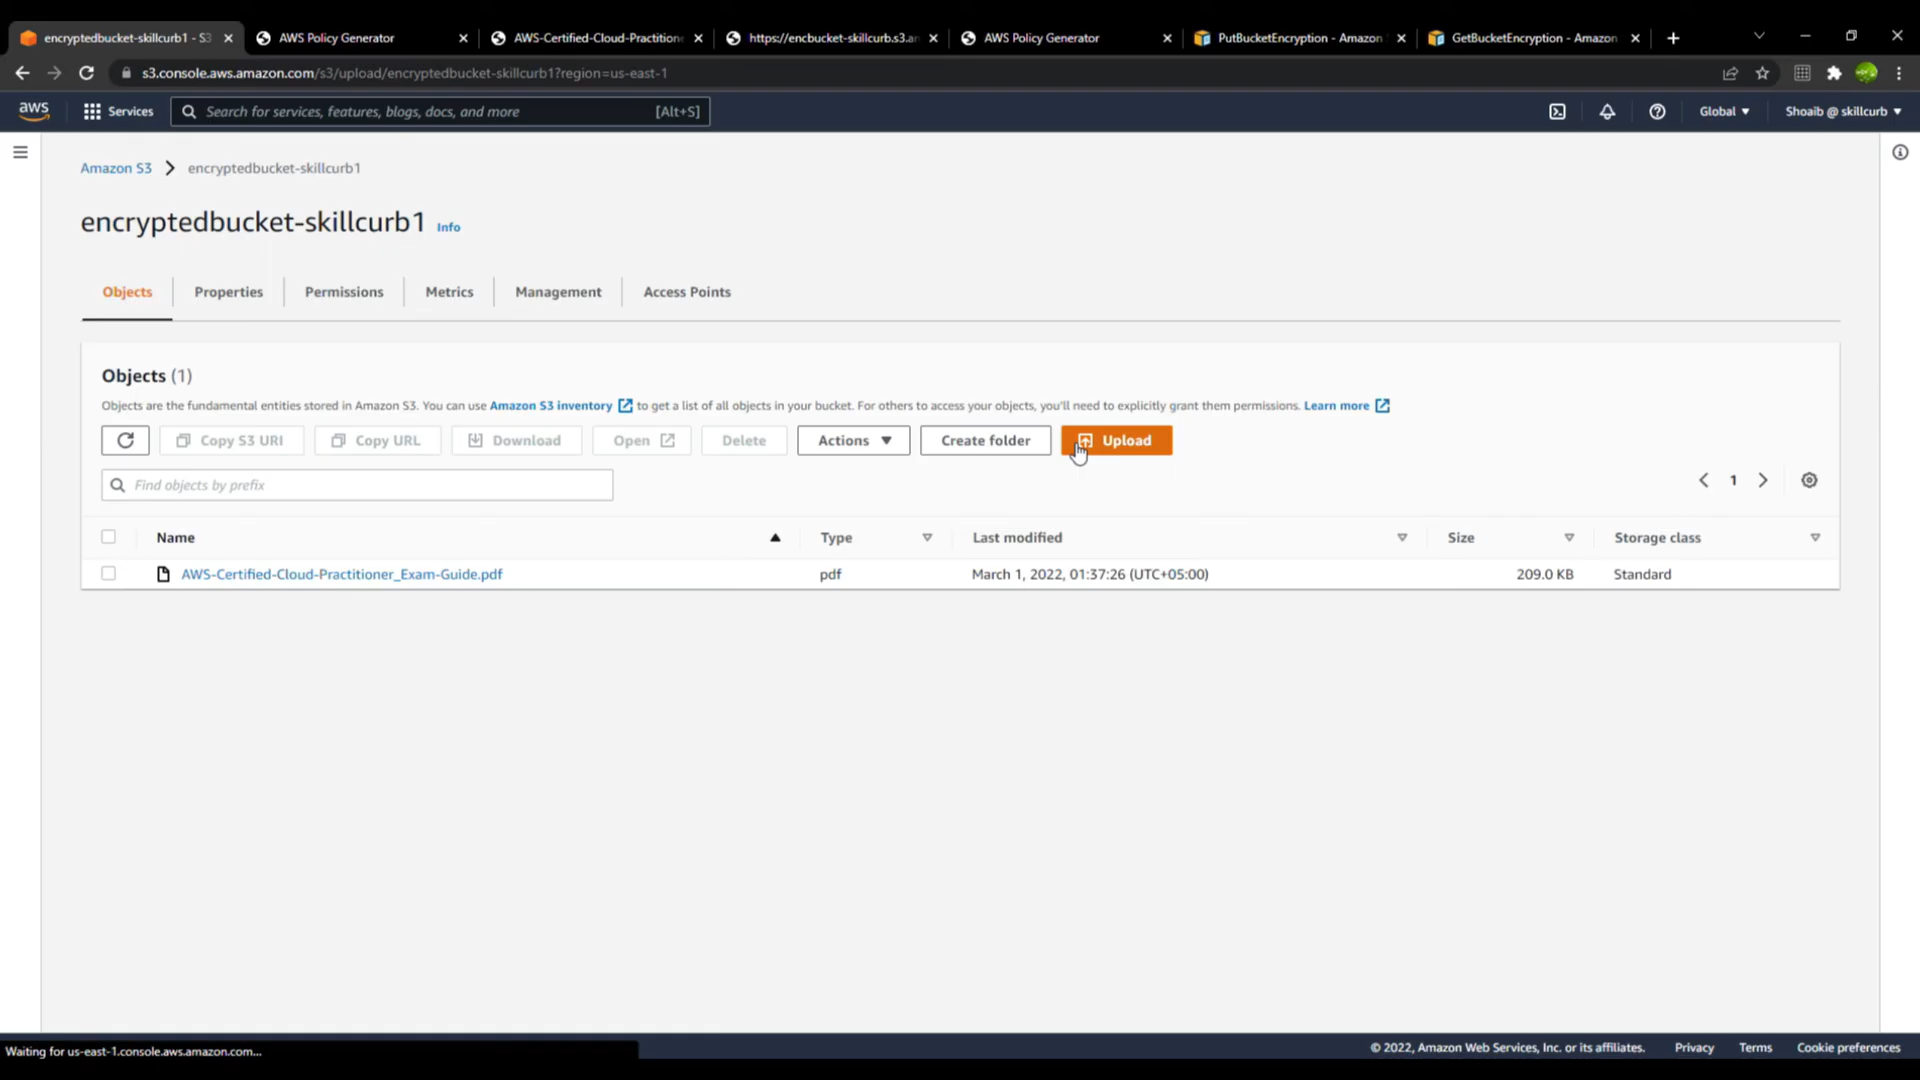 encryptedbucket-skillcurb1 - S3
AWS Policy Generator
AWS-Certified-Cloud-Practition
https://encbucket-skillcurb.s3.a
AWS Policy Generator
PutBucketEncryption - Amazon
GetBucketEncryption - Amazon
s3.console.aws.amazon.com/s3/upload/encryptedbucket-skillcurb1?region=us-east-1
aws
Services
Search for services, features, blogs, docs, and more
[Alt+S]
Global
Shoaib @ skillcurb
Amazon S3
encryptedbucket-skillcurb1
encryptedbucket-skillcurb1 Info
Objects
Properties
Permissions
Metrics
Management
Access Points
Objects (1)
Objects are the fundamental entities stored in Amazon S3. You can use Amazon S3 inventory to get a list of all objects in your bucket. For others to access your objects, you'll need to explicitly grant them permissions. Learn more
Copy S3 URI
Copy URL
Download
Open
Delete
Actions
Create folder
Upload
Find objects by prefix
1
Name
Type
Last modified
Size
Storage class
AWS-Certified-Cloud-Practitioner_Exam-Guide.pdf
pdf
March 1, 2022, 01:37:26 (UTC+05:00)
209.0 KB
Standard
Waiting for us-east-1.console.aws.amazon.com...
© 2022, Amazon Web Services, Inc. or its affiliates.
Privacy
Terms
Cookie preferences